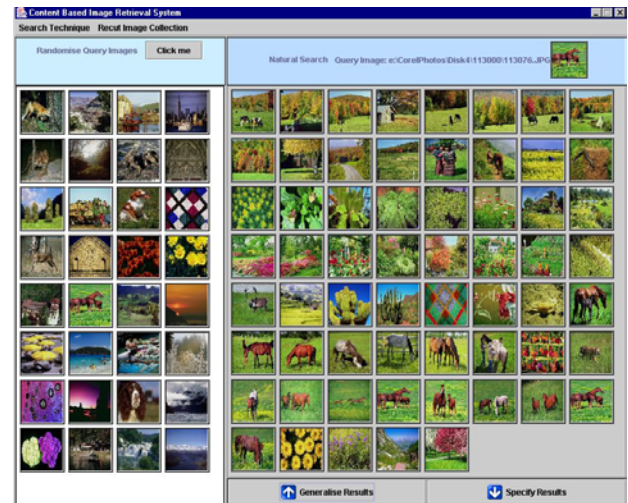 Content Based Image Retrieval System
Search Technique Recut Image Collection
Randomise Query Images Click me
Natural Search Query Image: e:\CorelPhotos\Disk4\113000\113076..JPG
Generalise Results Specify Results